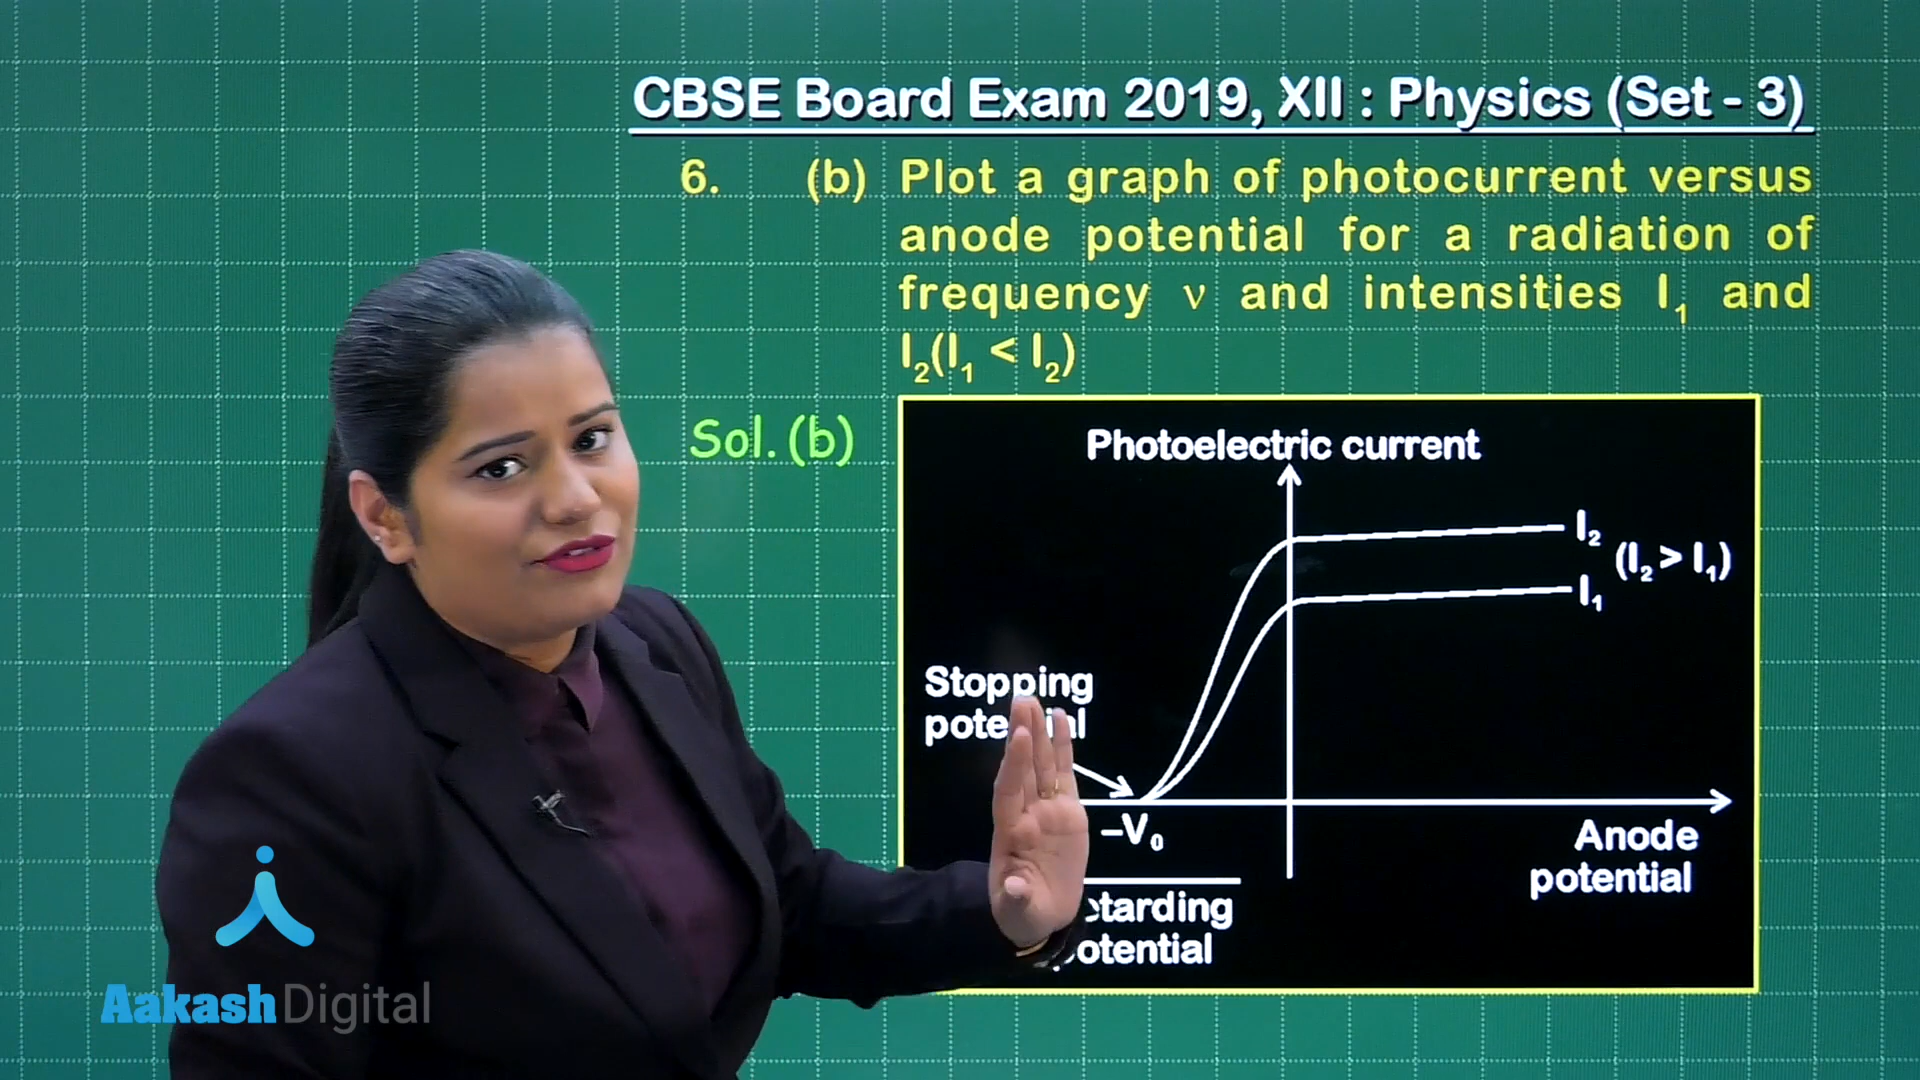 CBSE Board Exam 2019, XII : Physics (Set - 3)
6. (b) Plot a graph of photocurrent versus
anode potential for a radiation of
frequency ν and intensities I₁ and
I₂(I₁ < I₂)
Sol. (b)
Photoelectric current
I₂
(I₂ > I₁)
I₁
Stopping
–V₀
Anode
potential
AakashDigital